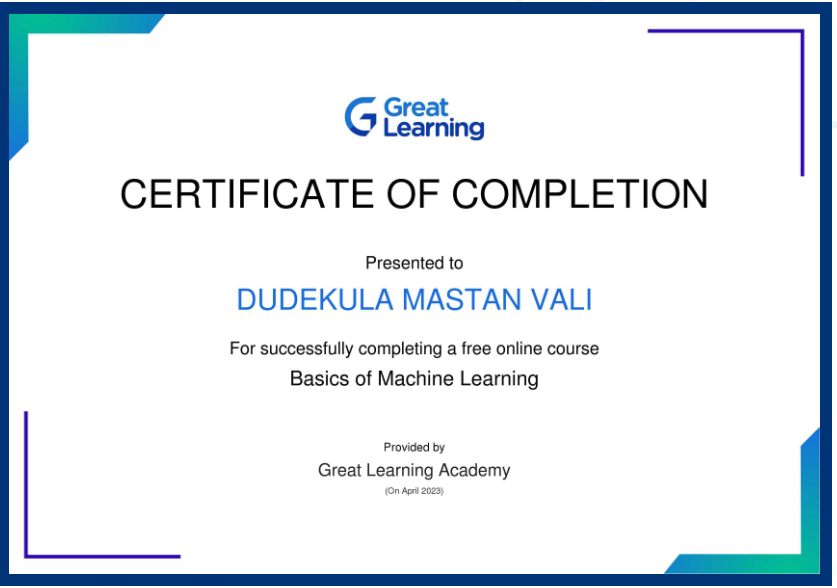 Great
Learning
CERTIFICATE OF COMPLETION
Presented to
DUDEKULA MASTAN VALI
For successfully completing a free online course
Basics of Machine Learning
Provided by
Great Learning Academy
(On April 2023)